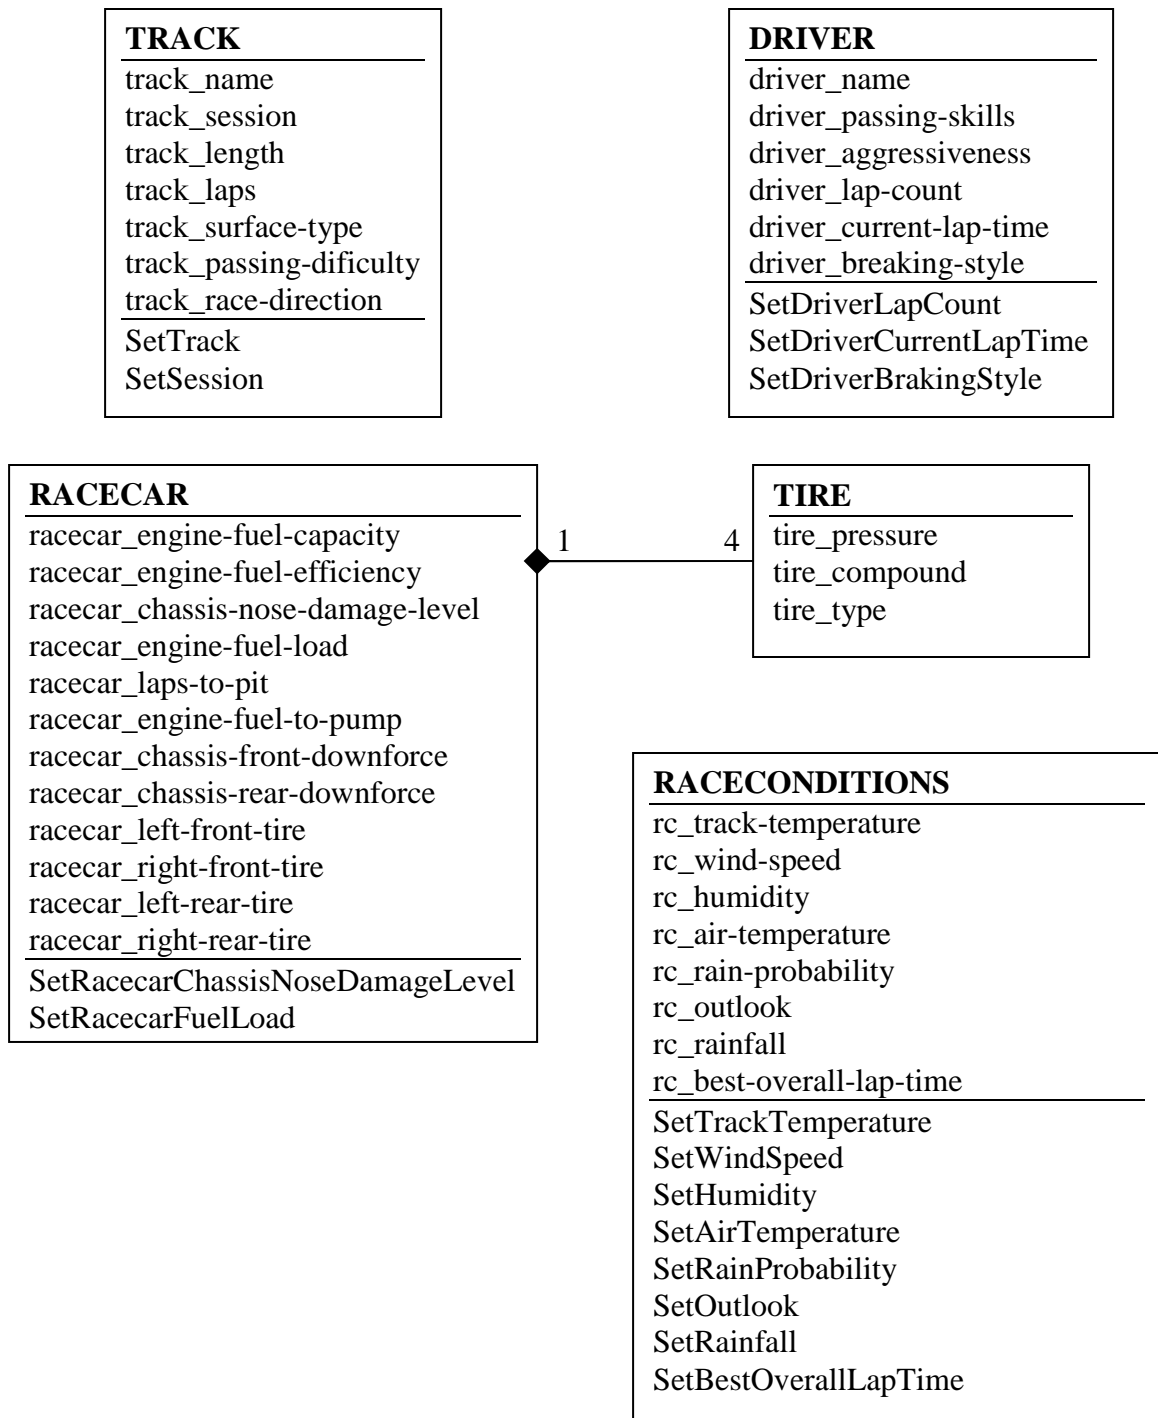 TRACK
track_name
track_session
track_length
track_laps
track_surface-type
track_passing-dificulty
track_race-direction
SetTrack
SetSession
DRIVER
driver_name
driver_passing-skills
driver_aggressiveness
driver_lap-count
driver_current-lap-time
driver_breaking-style
SetDriverLapCount
SetDriverCurrentLapTime
SetDriverBrakingStyle
RACECAR
racecar_engine-fuel-capacity
racecar_engine-fuel-efficiency
racecar_chassis-nose-damage-level
racecar_engine-fuel-load
racecar_laps-to-pit
racecar_engine-fuel-to-pump
racecar_chassis-front-downforce
racecar_chassis-rear-downforce
racecar_left-front-tire
racecar_right-front-tire
racecar_left-rear-tire
racecar_right-rear-tire
SetRacecarChassisNoseDamageLevel
SetRacecarFuelLoad
1 4
TIRE
tire_pressure
tire_compound
tire_type
RACECONDITIONS
rc_track-temperature
rc_wind-speed
rc_humidity
rc_air-temperature
rc_rain-probability
rc_outlook
rc_rainfall
rc_best-overall-lap-time
SetTrackTemperature
SetWindSpeed
SetHumidity
SetAirTemperature
SetRainProbability
SetOutlook
SetRainfall
SetBestOverallLapTime